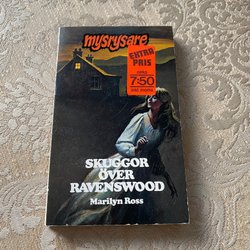 mysrysare
EXTRA
PRIS
7:50
SKUGGOR
ÖVER
RAVENSWOOD
Marilyn Ross